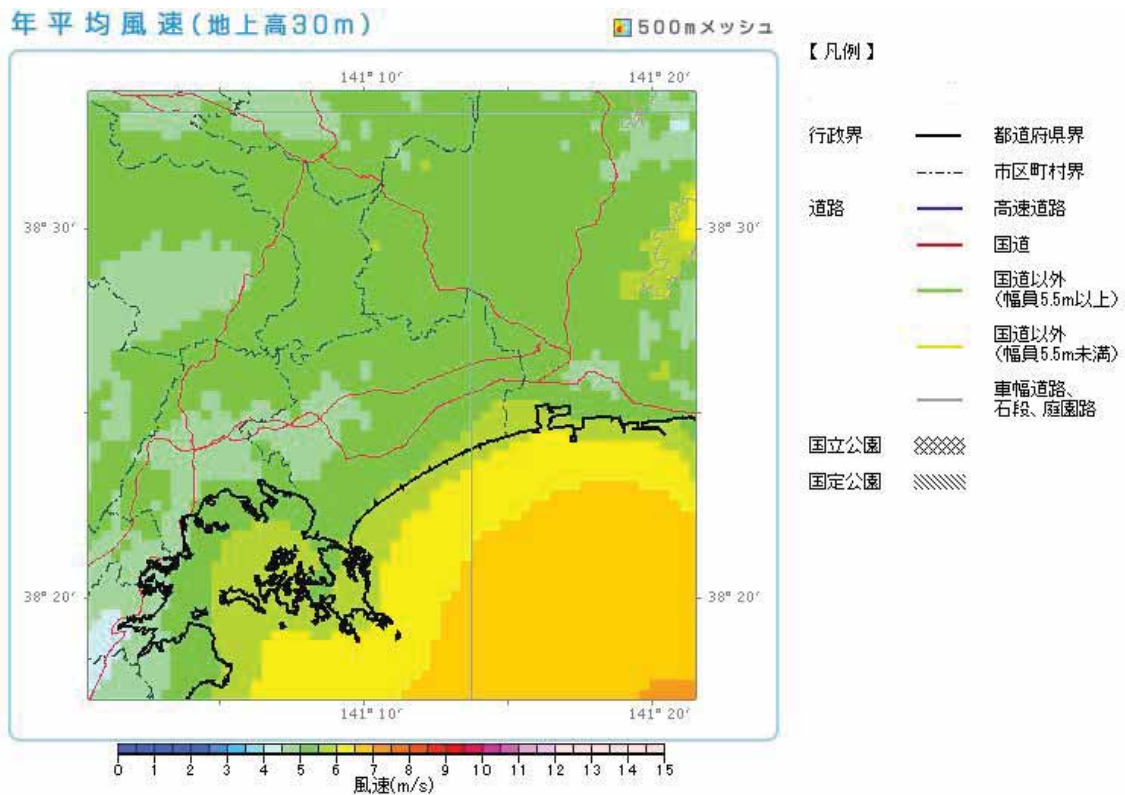 年平均風速(地上高30m)
500mメッシュ
141° 10′
141° 20′
38° 30′
38° 30′
38° 20′
38° 20′
141° 10′
141° 20′
0 1 2 3 4 5 6 7 8 9 10 11 12 13 14 15
風速(m/s)
【 凡例 】
行政界
都道府県界
市区町村界
道路
高速道路
国道
国道以外
(幅員5.5m以上)
国道以外
(幅員5.5m未満)
車幅道路、
石段、庭園路
国立公園
国定公園